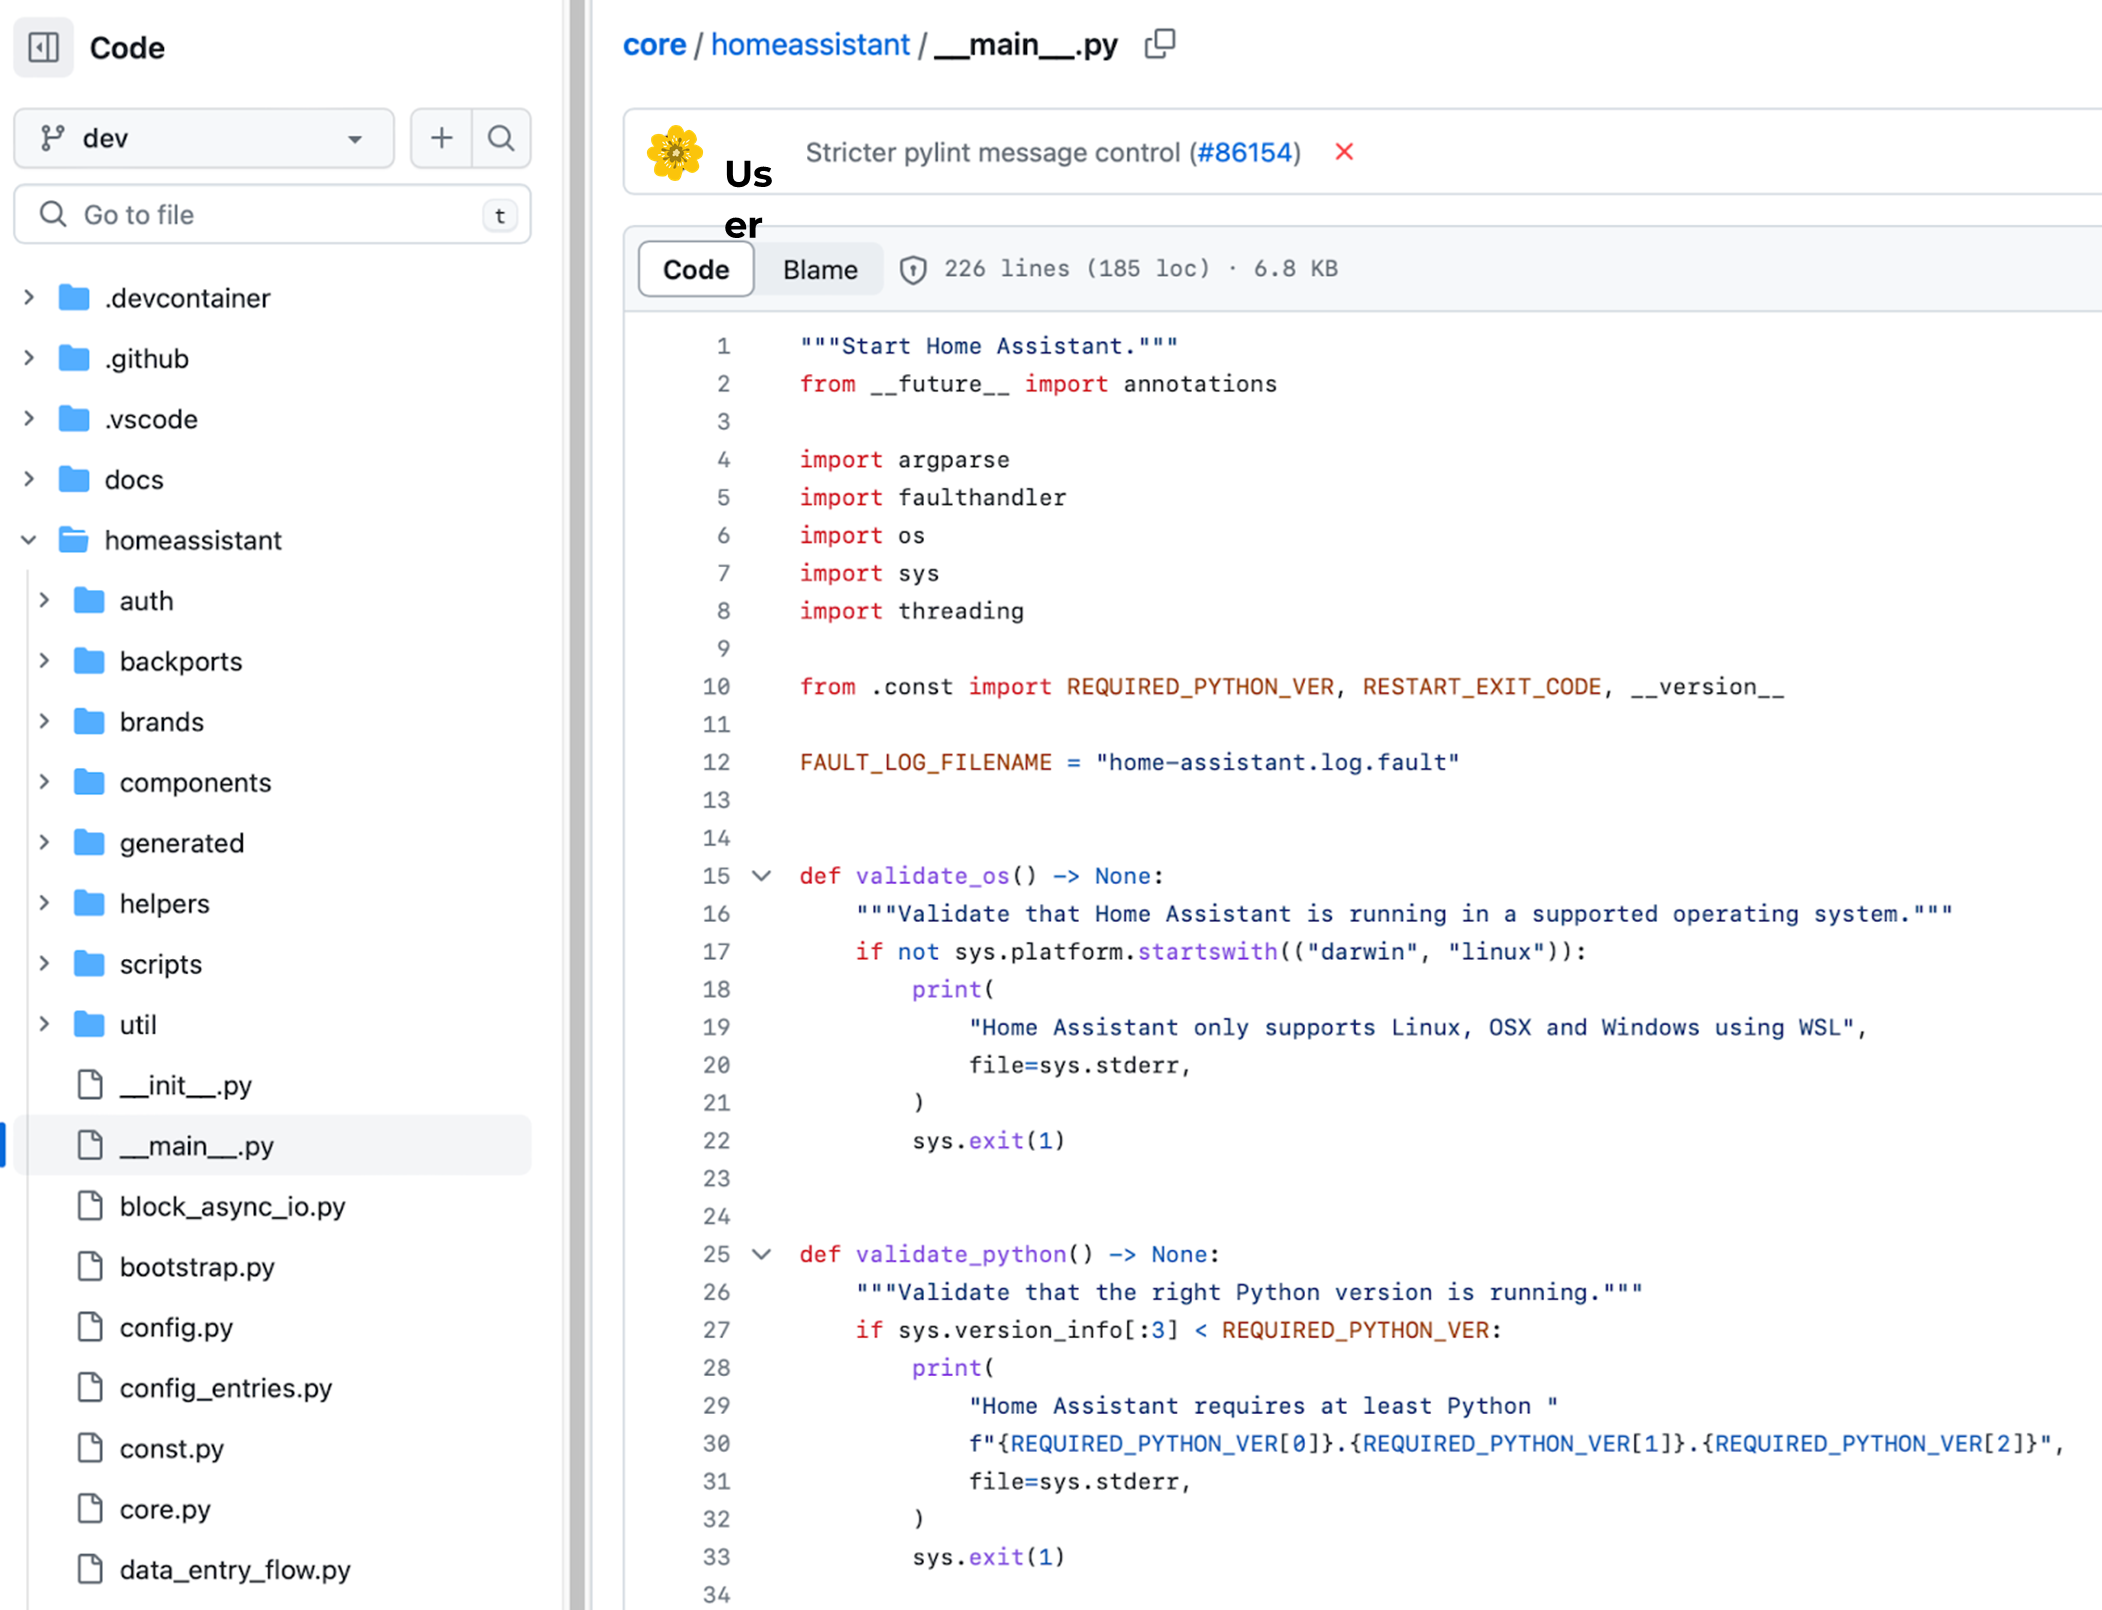 Code
dev
Go to file
t
.devcontainer
.github
.vscode
docs
homeassistant
auth
backports
brands
components
generated
helpers
scripts
util
__init__.py
__main__.py
block_async_io.py
bootstrap.py
config.py
config_entries.py
const.py
core.py
data_entry_flow.py
core / homeassistant / __main__.py
Us
er
Stricter pylint message control (#86154)
Code Blame 226 lines (185 loc) · 6.8 KB
1 """Start Home Assistant."""
2 from __future__ import annotations
3
4 import argparse
5 import faulthandler
6 import os
7 import sys
8 import threading
9
10 from .const import REQUIRED_PYTHON_VER, RESTART_EXIT_CODE, __version__
11
12 FAULT_LOG_FILENAME = "home-assistant.log.fault"
13
14
15 def validate_os() -> None:
16     """Validate that Home Assistant is running in a supported operating system."""
17     if not sys.platform.startswith(("darwin", "linux")):
18         print(
19             "Home Assistant only supports Linux, OSX and Windows using WSL",
20             file=sys.stderr,
21         )
22         sys.exit(1)
23
24
25 def validate_python() -> None:
26     """Validate that the right Python version is running."""
27     if sys.version_info[:3] < REQUIRED_PYTHON_VER:
28         print(
29             "Home Assistant requires at least Python "
30             f"{REQUIRED_PYTHON_VER[0]}.{REQUIRED_PYTHON_VER[1]}.{REQUIRED_PYTHON_VER[2]}",
31             file=sys.stderr,
32         )
33         sys.exit(1)
34